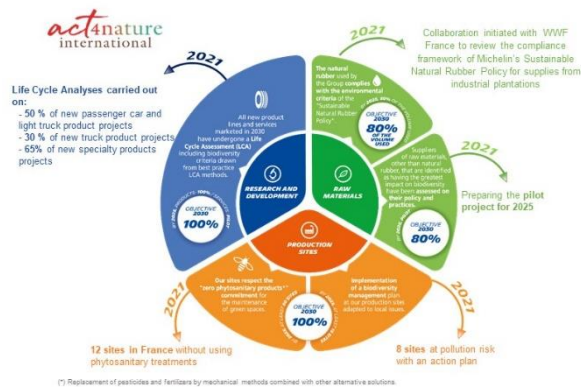 act4nature
international
2021
Collaboration initiated with WWF
France to review the compliance
framework of Michelin's Sustainable
Natural Rubber Policy for supplies from
industrial plantations
Life Cycle Analyses carried out
on:
- 50 % of new passenger car and
light truck product projects
- 30 % of new truck product projects
- 65% of new specialty products
projects
2021
The natural
rubber used by
the Group complies
with the environmental
criteria of the
"Sustainable
Natural Rubber
Policy".
OBJECTIVE
2030
80%
OF THE
VOLUME
USED
All new product
lines and services
marketed in 2030
have undergone a Life
Cycle Assessment (LCA)
including biodiversity
criteria drawn
from best practice
LCA methods.
OBJECTIVE
2030
100%
RESEARCH AND
DEVELOPMENT
RAW
MATERIALS
Suppliers
of raw materials,
other than natural
rubber, that are identified
as having the greatest
impact on biodiversity
have been assessed on
their policy and
practices.
OBJECTIVE
2030
80%
2021
Preparing the pilot
project for 2025
PRODUCTION
SITES
Our sites respect the
"zero phytosanitary products"*
commitment for
the maintenance
of green spaces.
OBJECTIVE
2030
100%
Implementation
of a biodiversity
management plan
at our production sites
adapted to local issues.
2021
12 sites in France without using
phytosanitary treatments
2021
8 sites at pollution risk
with an action plan
(*) Replacement of pesticides and fertilizers by mechanical methods combined with other alternative solutions.